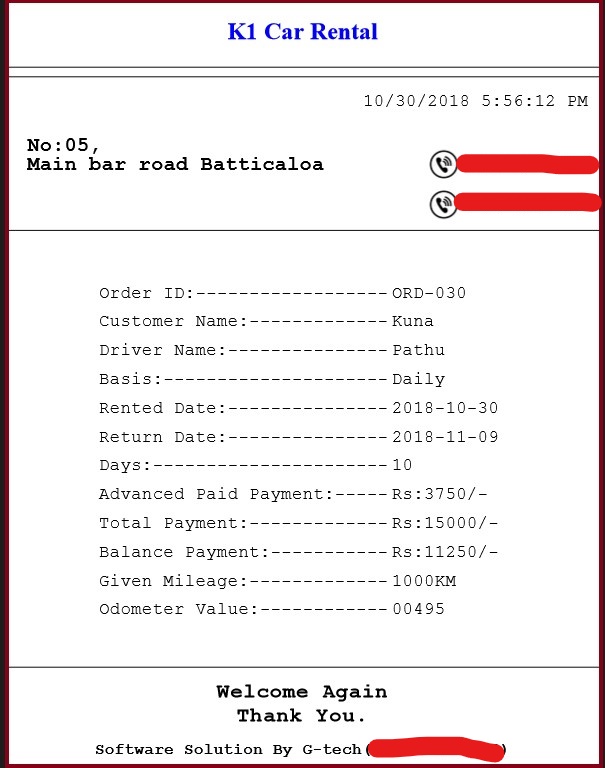 K1 Car Rental
10/30/2018 5:56:12 PM
No:05,
Main bar road Batticaloa
Order ID:------------------ORD-030
Customer Name:-------------Kuna
Driver Name:---------------Pathu
Basis:---------------------Daily
Rented Date:---------------2018-10-30
Return Date:---------------2018-11-09
Days:----------------------10
Advanced Paid Payment:-----Rs:3750/-
Total Payment:-------------Rs:15000/-
Balance Payment:-----------Rs:11250/-
Given Mileage:-------------1000KM
Odometer Value:------------00495
Welcome Again
Thank You.
Software Solution By G-tech( )